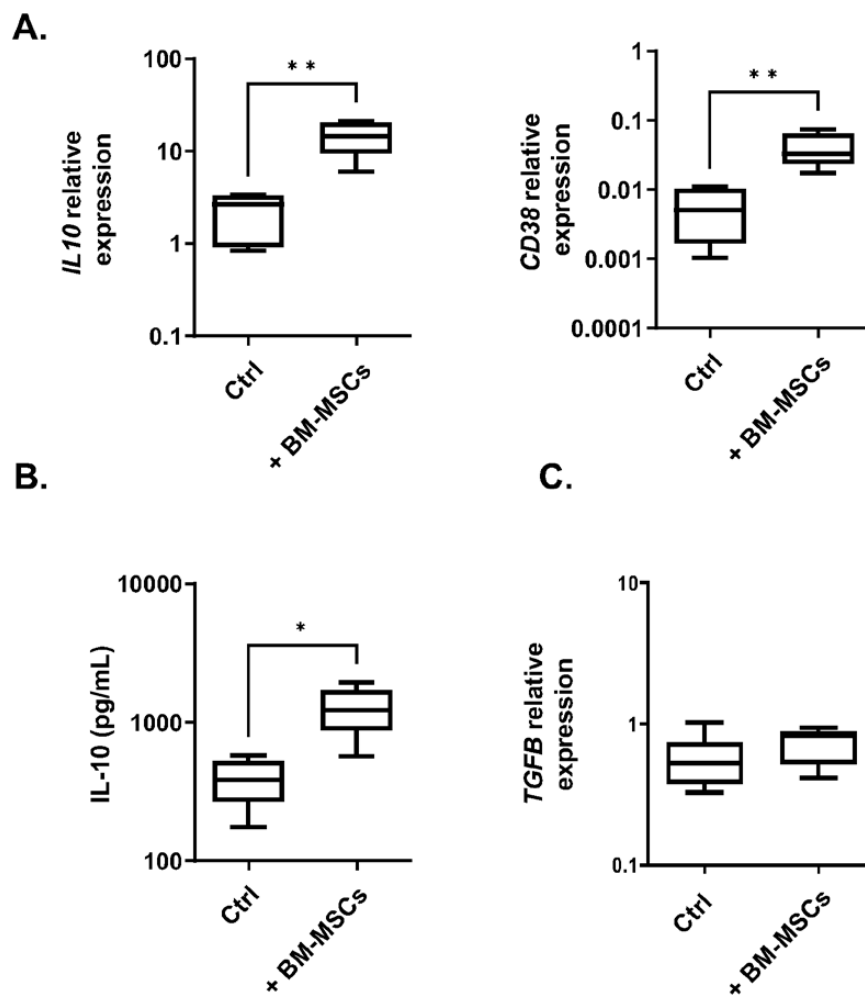 A.
IL10 relative
expression
100
10
1
0.1
**
Ctrl
+ BM-MSCs
CD38 relative
expression
1
0.1
0.01
0.001
0.0001
**
Ctrl
+ BM-MSCs
B.
IL-10 (pg/mL)
10000
1000
100
*
Ctrl
+ BM-MSCs
C.
TGFB relative
expression
10
1
0.1
Ctrl
+ BM-MSCs